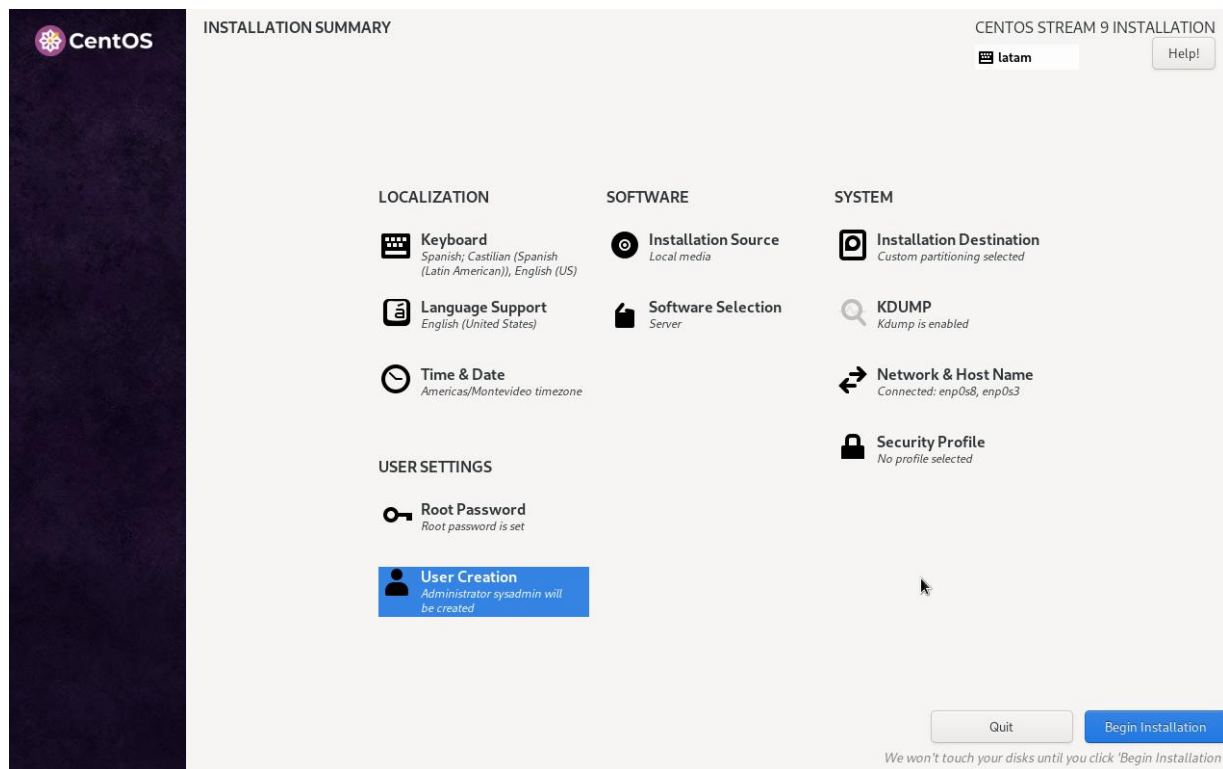 CentOS
INSTALLATION SUMMARY
CENTOS STREAM 9 INSTALLATION
latam
Help!
LOCALIZATION
Keyboard
Spanish; Castilian (Spanish
(Latin American)), English (US)
Language Support
English (United States)
Time & Date
Americas/Montevideo timezone
SOFTWARE
Installation Source
Local media
Software Selection
Server
SYSTEM
Installation Destination
Custom partitioning selected
KDUMP
Kdump is enabled
Network & Host Name
Connected: enp0s8, enp0s3
Security Profile
No profile selected
USER SETTINGS
Root Password
Root password is set
User Creation
Administrator sysadmin will
be created
Quit
Begin Installation
We won't touch your disks until you click 'Begin Installation